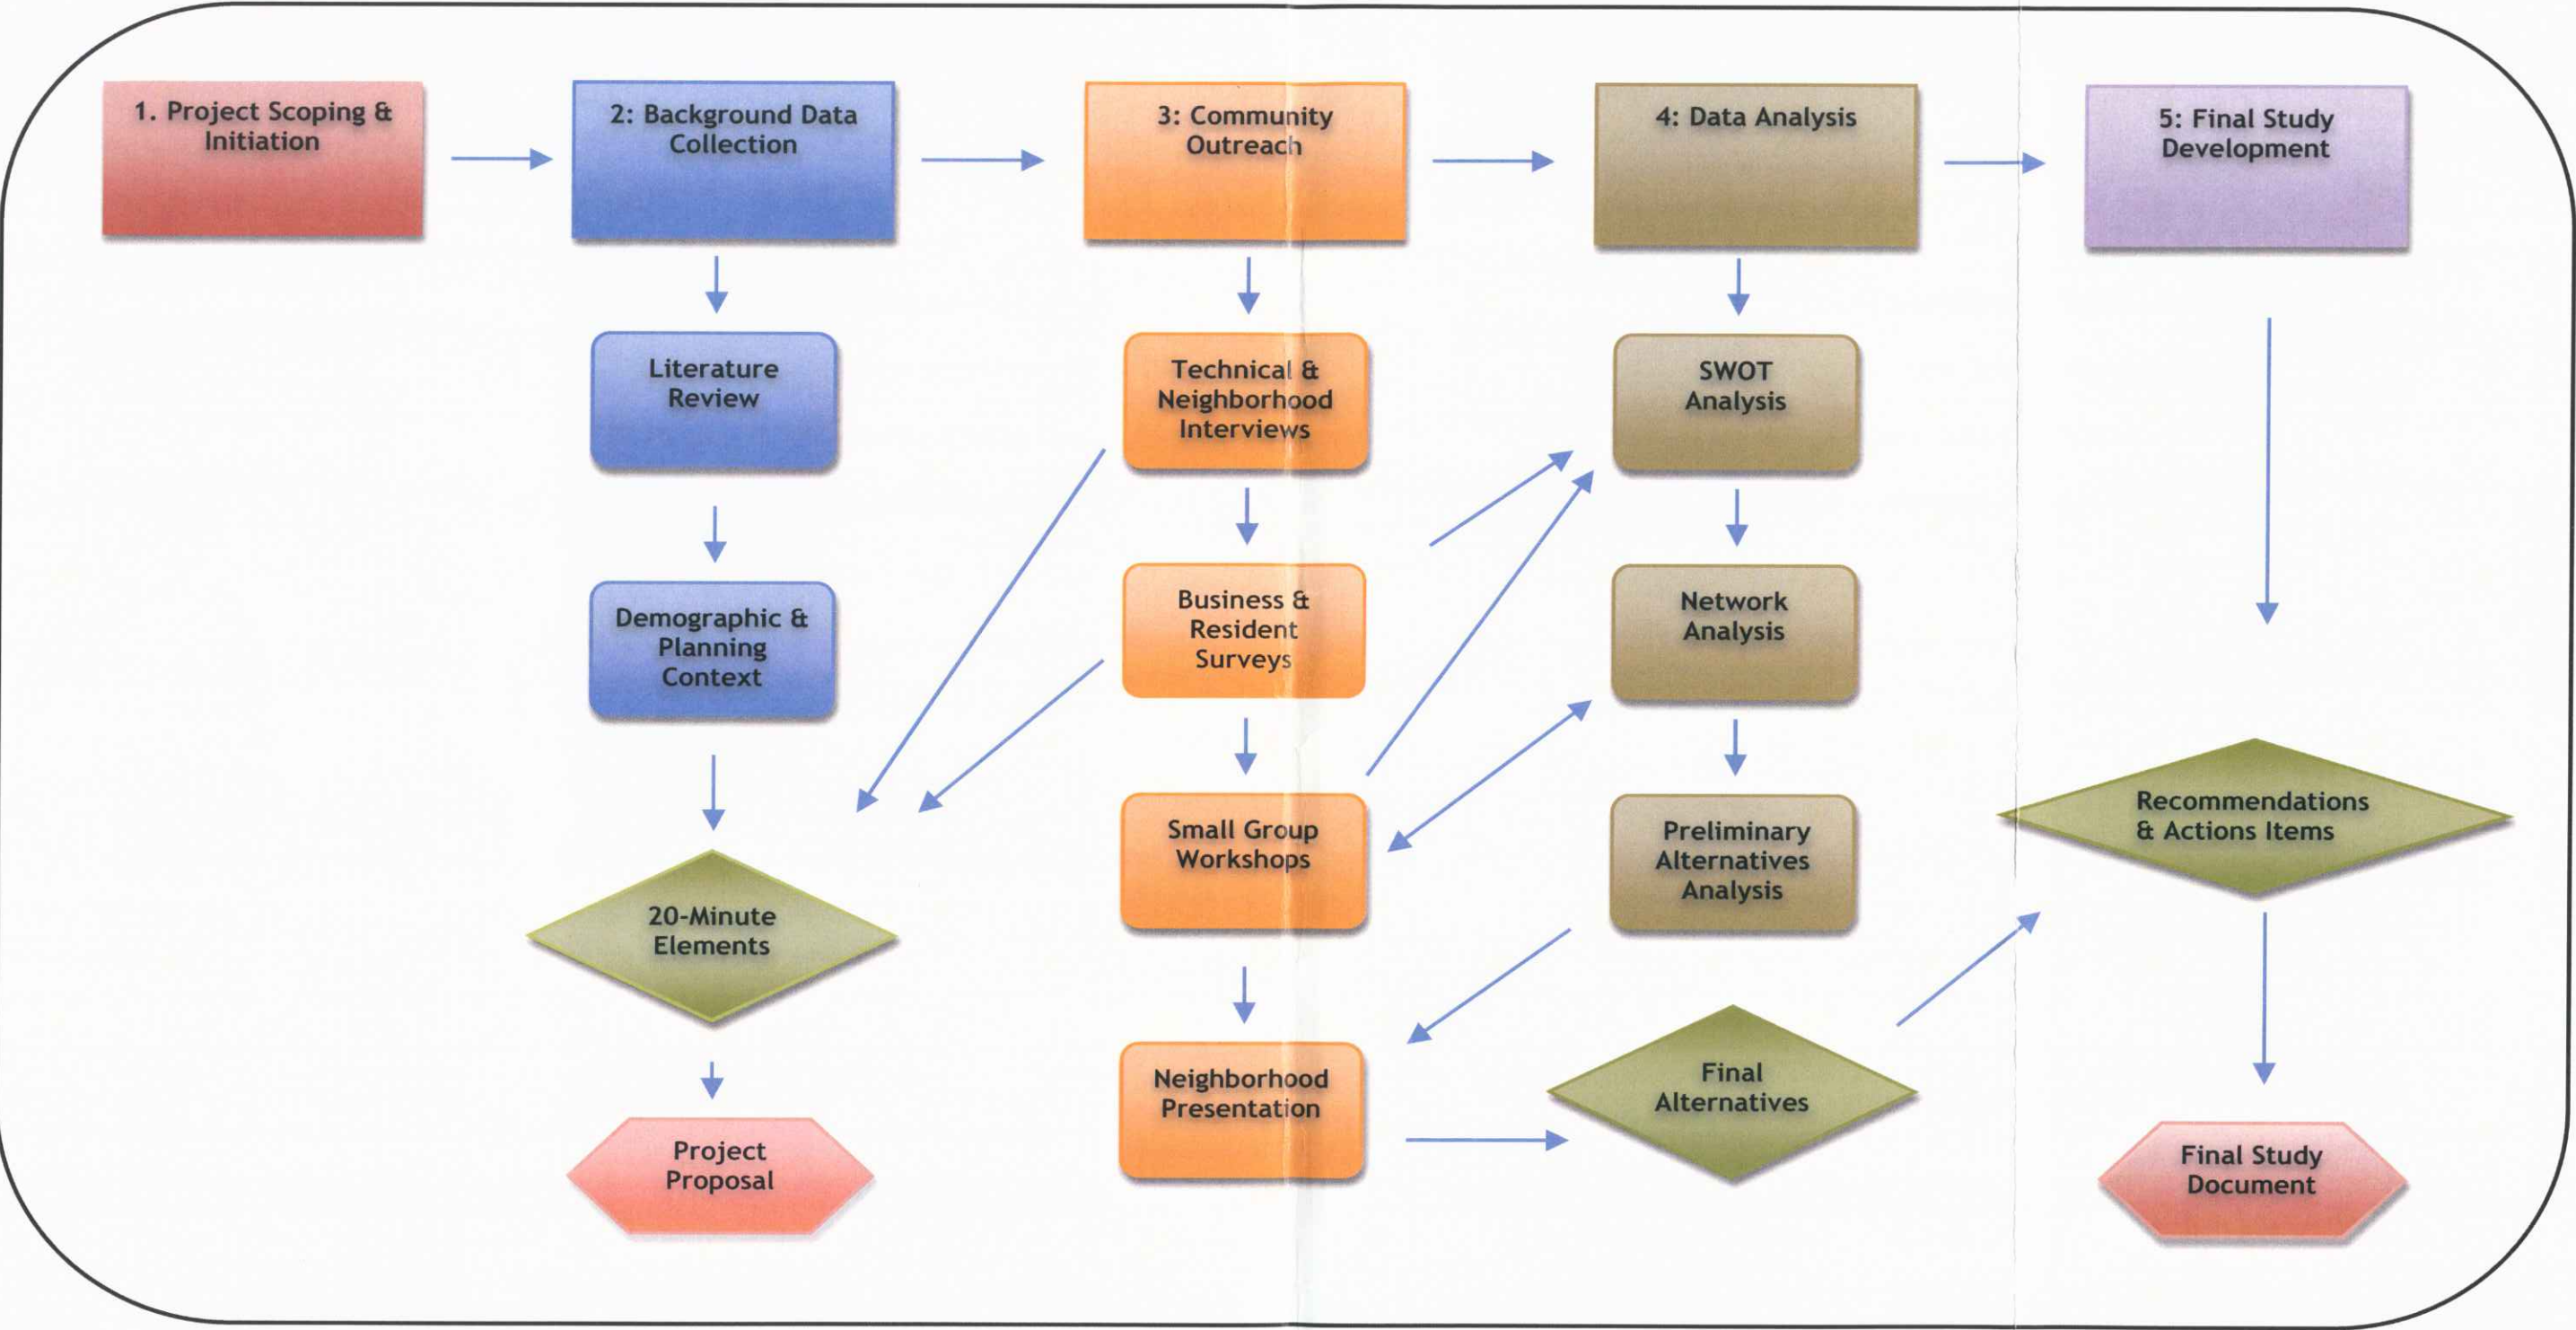 1. Project Scoping &
Initiation
2: Background Data
Collection
3: Community
Outreach
4: Data Analysis
5: Final Study
Development
Literature
Review
Technical &
Neighborhood
Interviews
SWOT
Analysis
Demographic &
Planning
Context
Business &
Resident
Surveys
Network
Analysis
20-Minute
Elements
Small Group
Workshops
Preliminary
Alternatives
Analysis
Recommendations
& Actions Items
Project
Proposal
Neighborhood
Presentation
Final
Alternatives
Final Study
Document